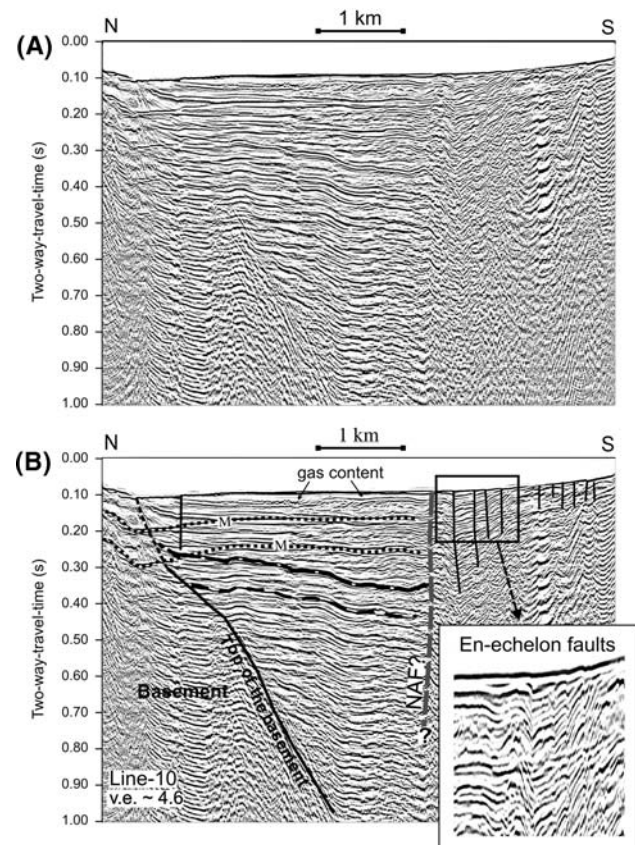 (A)
N
1 km
S
Two-way-travel-time (s)
0.00
0.10
0.20
0.30
0.40
0.50
0.60
0.70
0.80
0.90
1.00
(B)
N
1 km
S
gas content
Two-way-travel-time (s)
0.00
0.10
0.20
0.30
0.40
0.50
0.60
0.70
0.80
0.90
1.00
M
M
Basement
Top of the basement
NAF?
?
Line-10
v.e. ~ 4.6
En-echelon faults